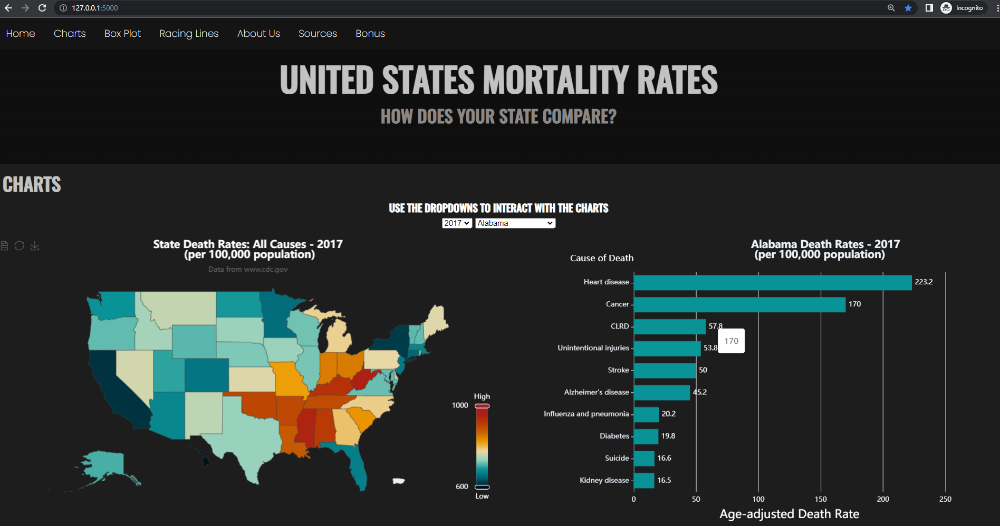 127.0.0.1:5000
Incognito
Home Charts Box Plot Racing Lines About Us Sources Bonus
UNITED STATES MORTALITY RATES
HOW DOES YOUR STATE COMPARE?
CHARTS
USE THE DROPDOWNS TO INTERACT WITH THE CHARTS
2017 Alabama
State Death Rates: All Causes - 2017
(per 100,000 population)
Data from www.cdc.gov
High
1000
600
Low
Alabama Death Rates - 2017
(per 100,000 population)
Cause of Death
Heart disease 223.2
Cancer 170
CLRD 57.8
170
Unintentional injuries 53.8
Stroke 50
Alzheimer's disease 45.2
Influenza and pneumonia 20.2
Diabetes 19.8
Suicide 16.6
Kidney disease 16.5
0 50 100 150 200 250
Age-adjusted Death Rate